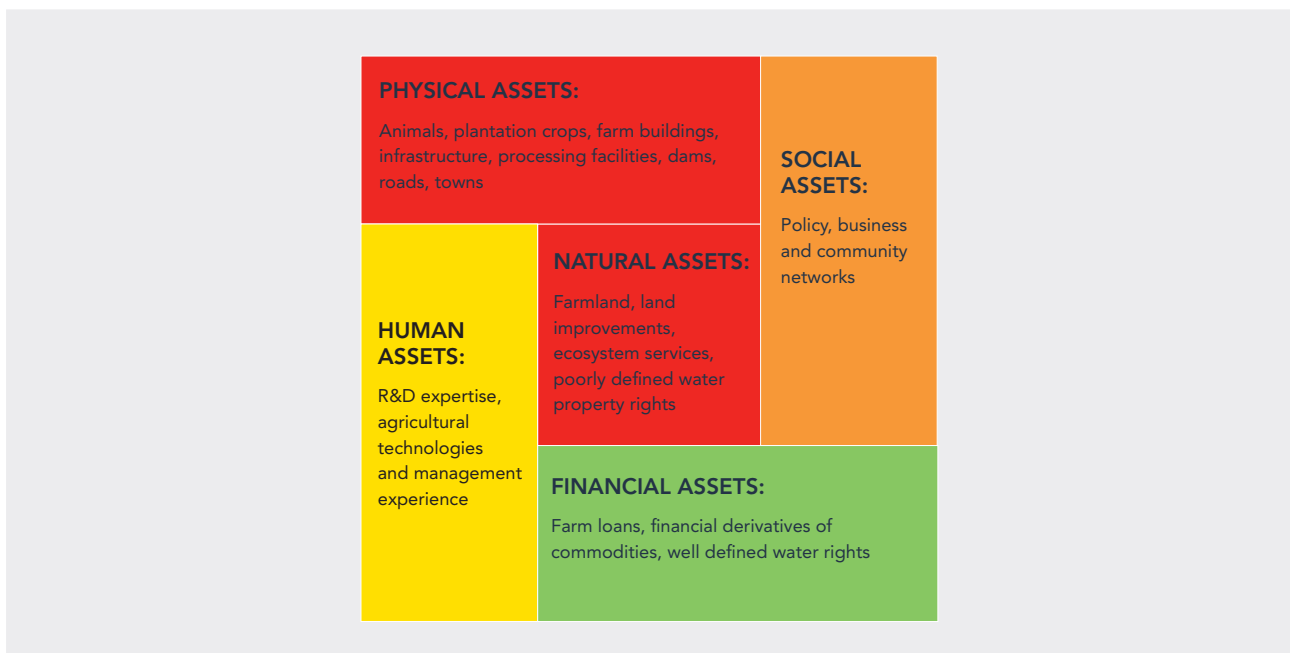 PHYSICAL ASSETS:
Animals, plantation crops, farm buildings,
infrastructure, processing facilities, dams,
roads, towns
SOCIAL
ASSETS:
Policy, business
and community
networks
HUMAN
ASSETS:
R&D expertise,
agricultural
technologies
and management
experience
NATURAL ASSETS:
Farmland, land
improvements,
ecosystem services,
poorly defined water
property rights
FINANCIAL ASSETS:
Farm loans, financial derivatives of
commodities, well defined water rights